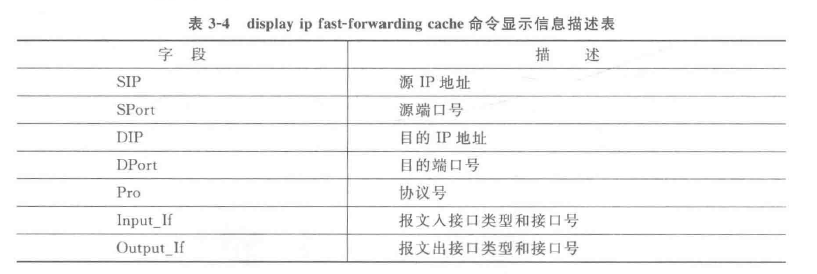 表 3-4 display ip fast-forwarding cache 命令显示信息描述表
字 段 描 述
SIP 源 IP 地址
SPort 源端口号
DIP 目的 IP 地址
DPort 目的端口号
Pro 协议号
Input_If 报文入接口类型和接口号
Output_If 报文出接口类型和接口号